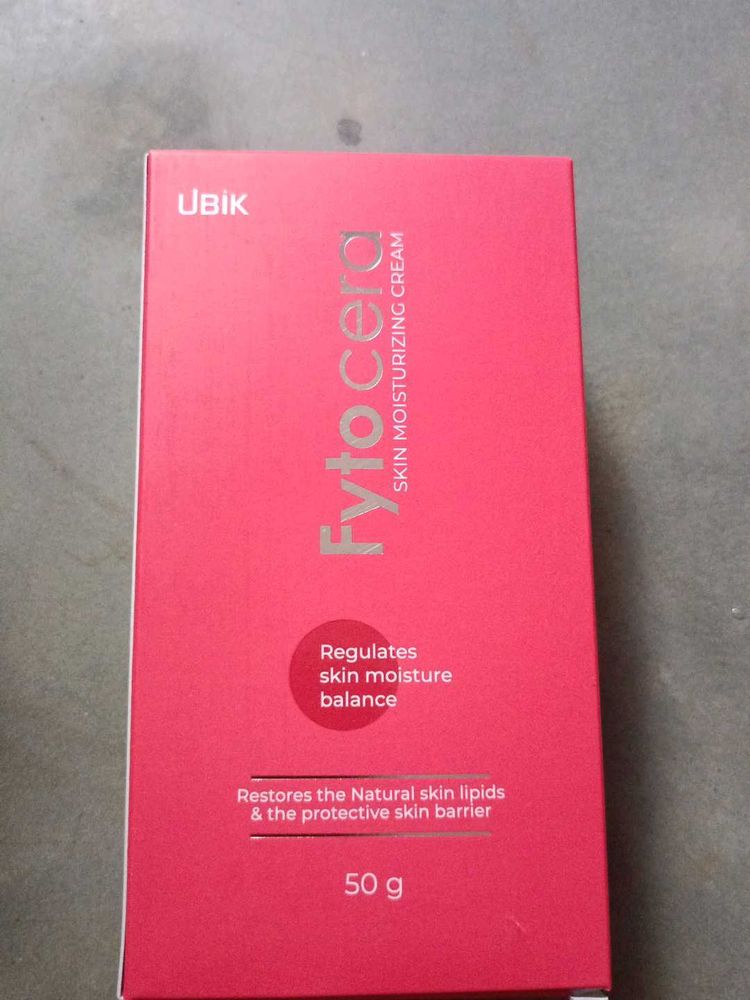 UBIK
Fytocera
SKIN MOISTURIZING CREAM
Regulates
skin moisture
balance
Restores the Natural skin lipids
& the protective skin barrier
50 g